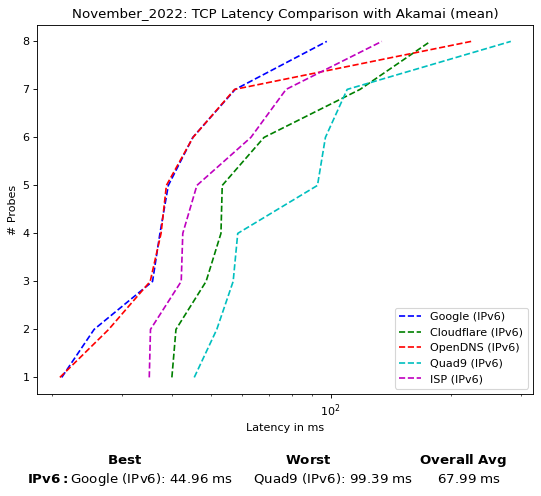 November_2022: TCP Latency Comparison with Akamai (mean)
# Probes
8
7
6
5
4
3
2
1
10²
Latency in ms
Google (IPv6)
Cloudflare (IPv6)
OpenDNS (IPv6)
Quad9 (IPv6)
ISP (IPv6)
Best Worst Overall Avg
IPv6: Google (IPv6): 44.96 ms Quad9 (IPv6): 99.39 ms 67.99 ms